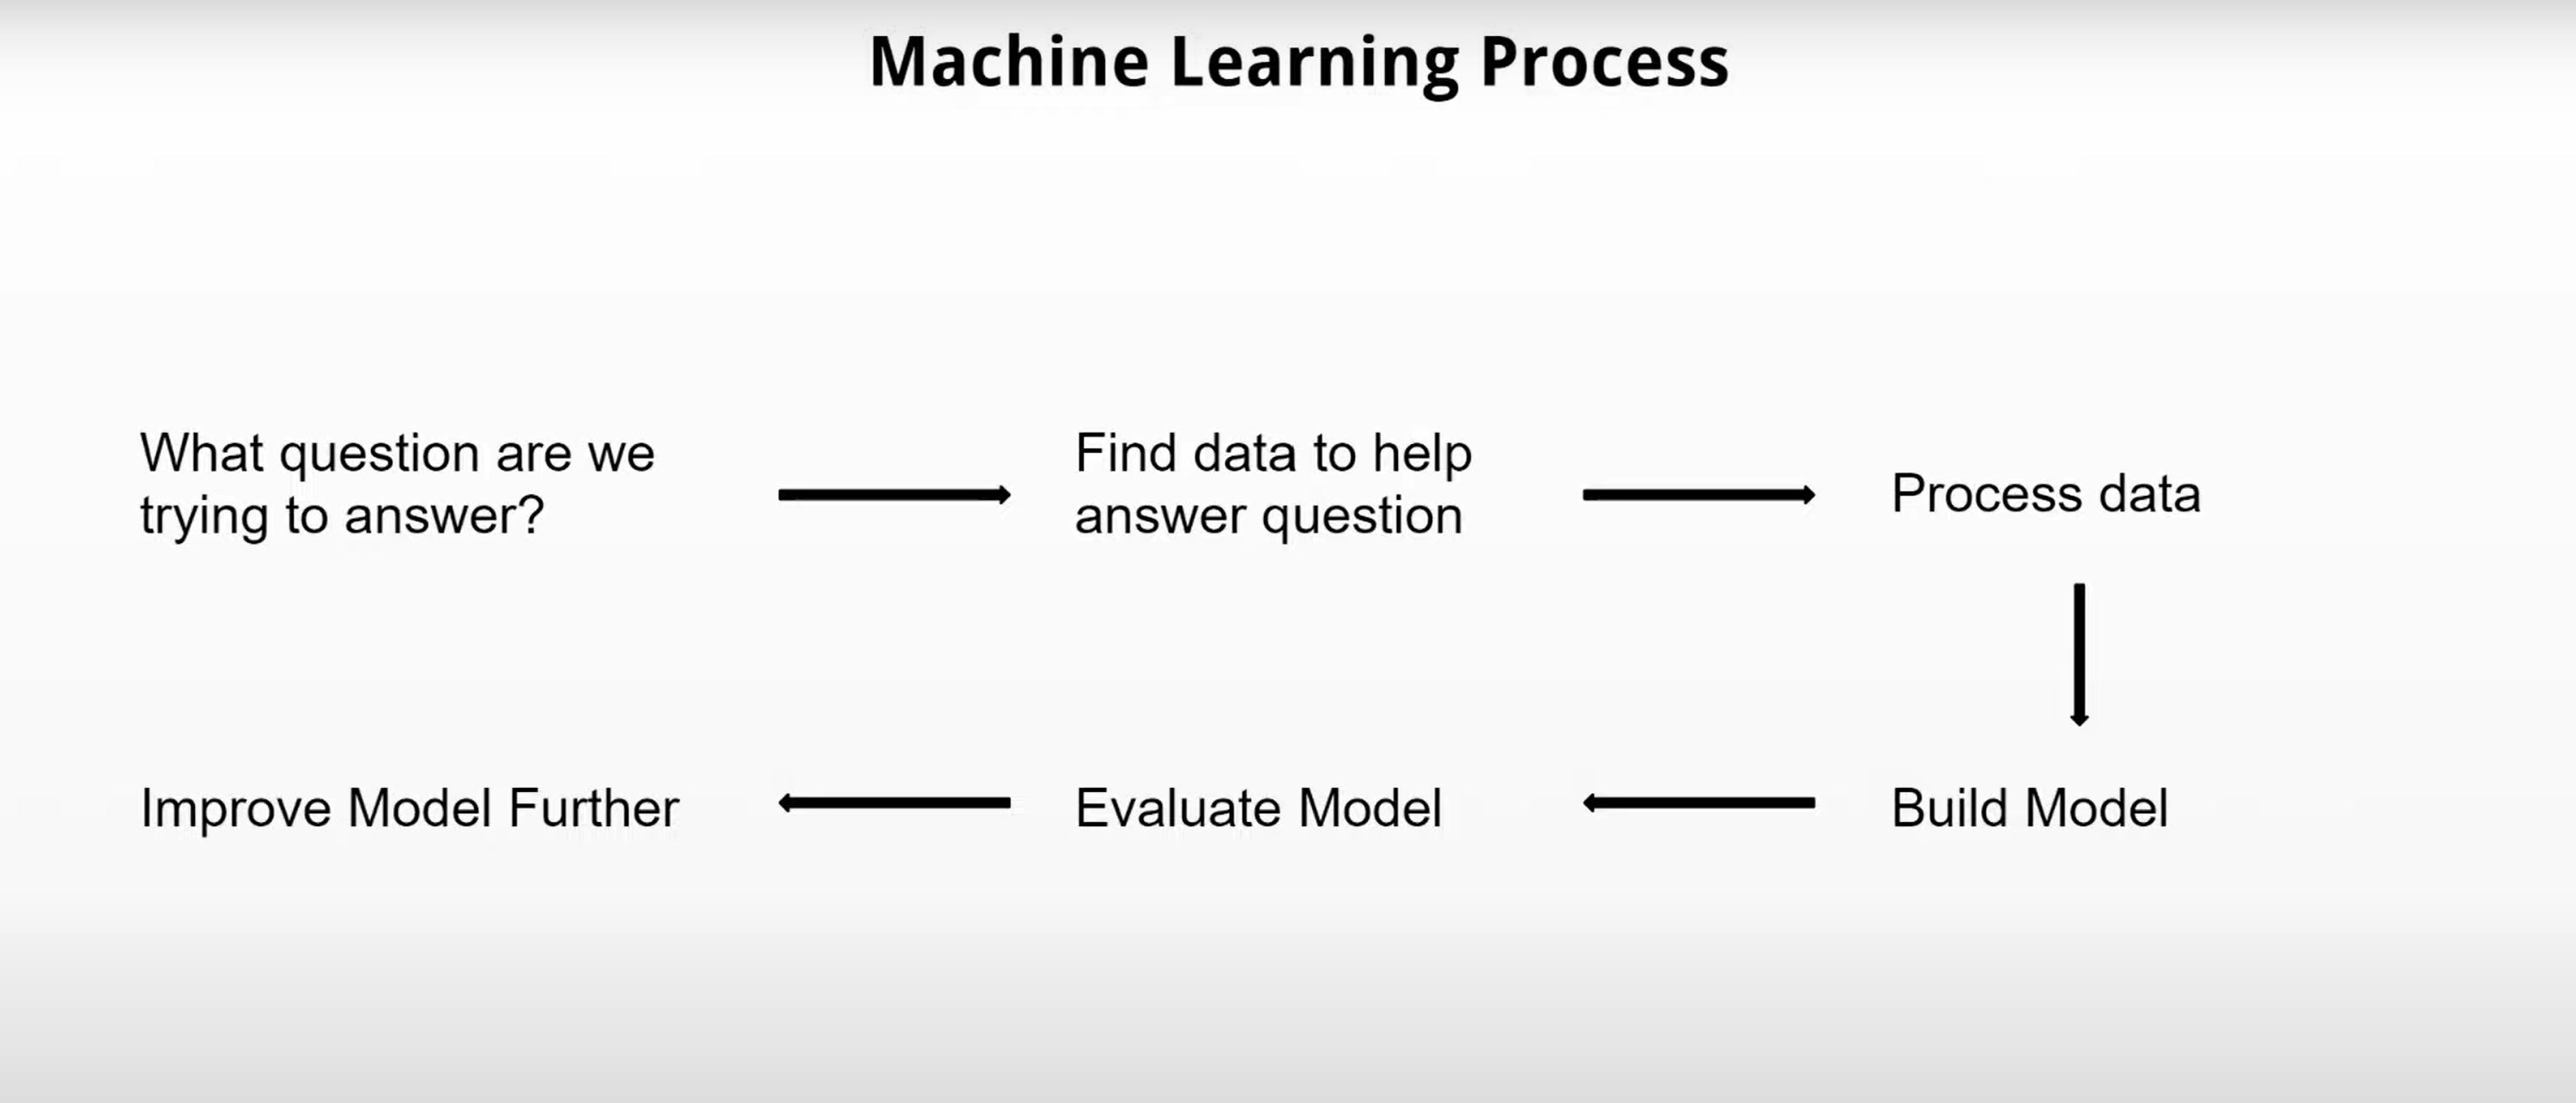 Machine Learning Process
What question are we
trying to answer?
Find data to help
answer question
Process data
Build Model
Evaluate Model
Improve Model Further